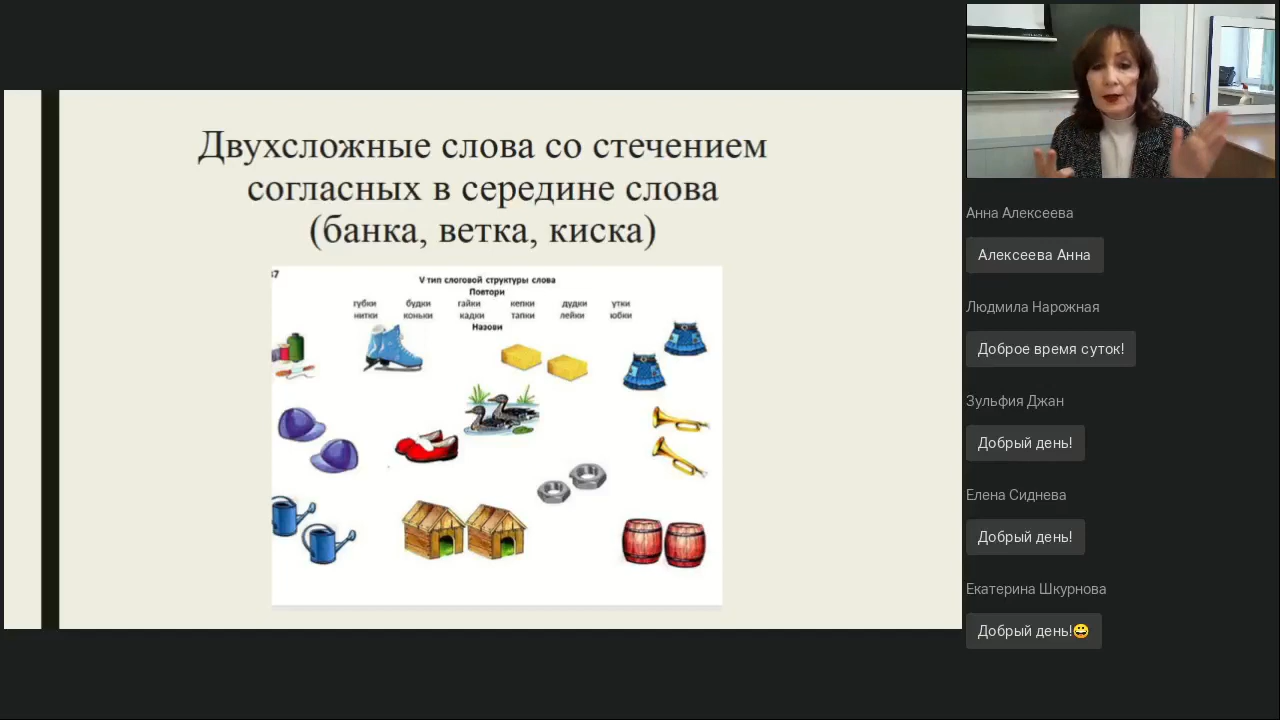 Двухсложные слова со стечением
согласных в середине слова
(банка, ветка, киска)
37
V тип слоговой структуры слова
Повтори
губки будки гайки кепки дудки утки
нитки коньки кадки тапки лейки юбки
Назови
Анна Алексеева
Алексеева Анна
Людмила Нарожная
Доброе время суток!
Зульфия Джан
Добрый день!
Елена Сиднева
Добрый день!
Екатерина Шкурнова
Добрый день!😀